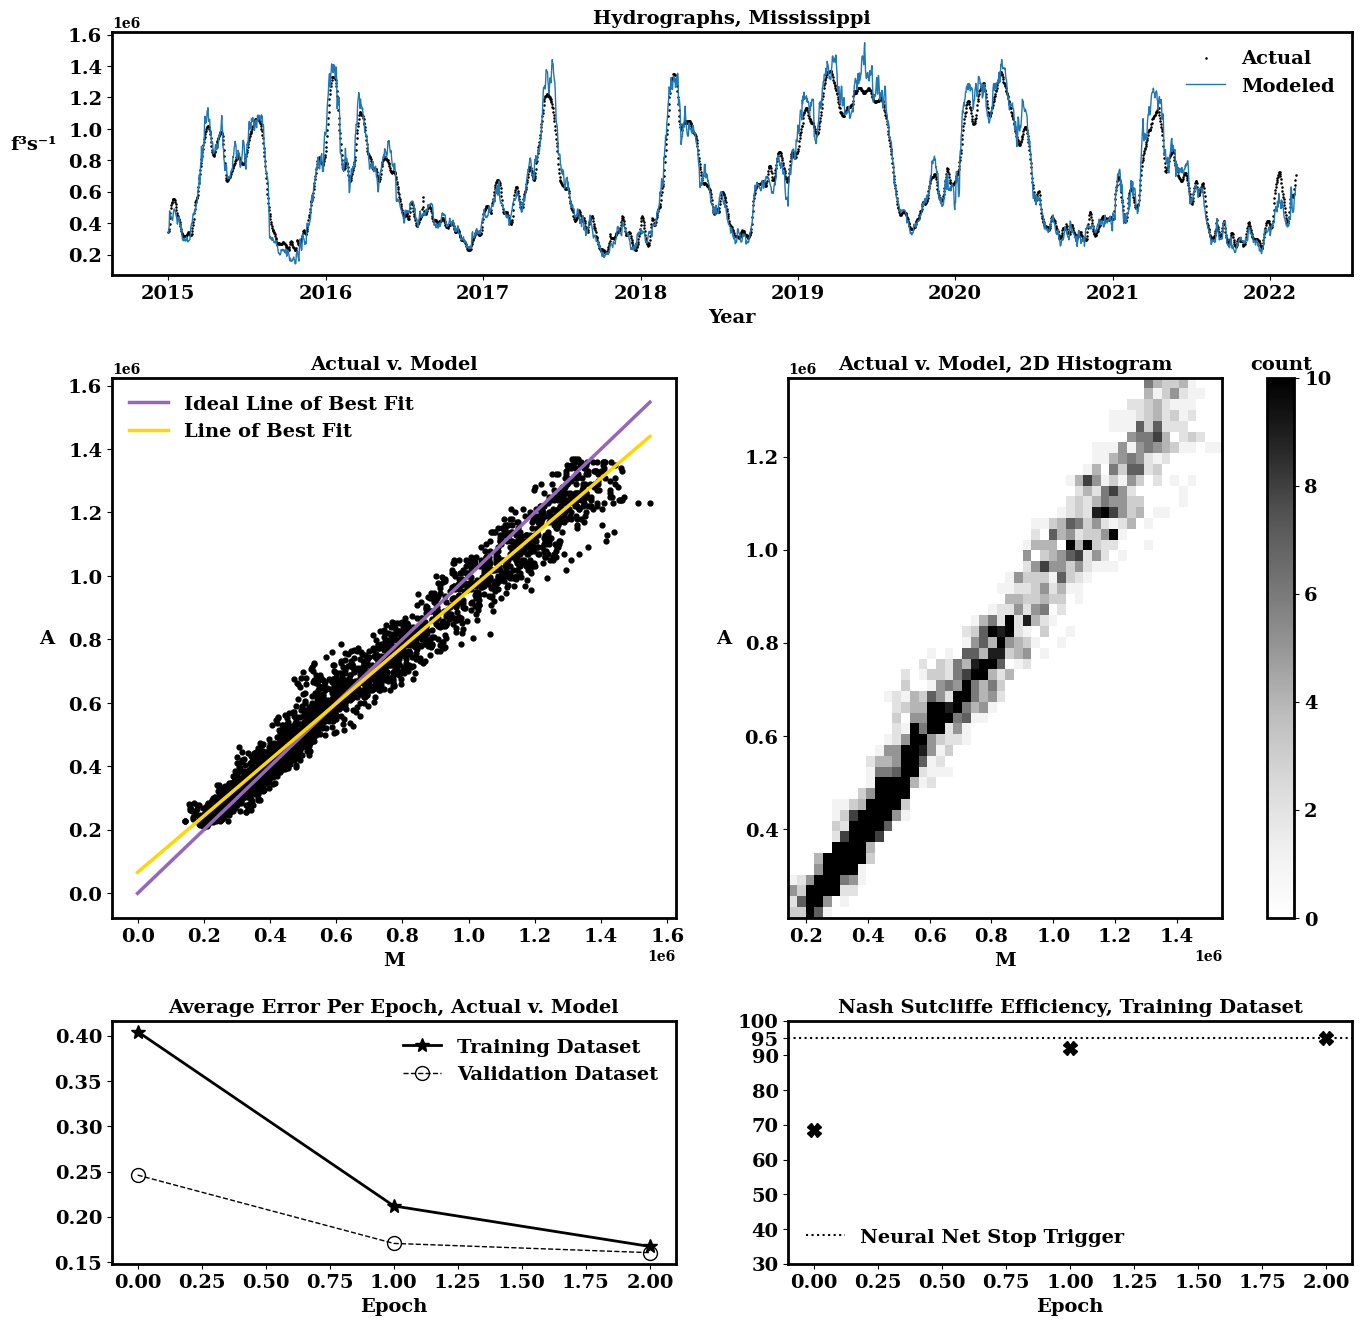 Hydrographs, Mississippi
1e6
1.6
1.4
1.2
1.0
0.8
0.6
0.4
0.2
f³s⁻¹
Actual
Modeled
2015 2016 2017 2018 2019 2020 2021 2022
Year
Actual v. Model
1e6
1.6
1.4
1.2
1.0
0.8
0.6
0.4
0.2
0.0
A
Ideal Line of Best Fit
Line of Best Fit
0.0 0.2 0.4 0.6 0.8 1.0 1.2 1.4 1.6
M
1e6
Actual v. Model, 2D Histogram
1e6
1.2
1.0
0.8
0.6
0.4
A
0.2 0.4 0.6 0.8 1.0 1.2 1.4
M
1e6
count
10
8
6
4
2
0
Average Error Per Epoch, Actual v. Model
0.40
0.35
0.30
0.25
0.20
0.15
Training Dataset
Validation Dataset
0.00 0.25 0.50 0.75 1.00 1.25 1.50 1.75 2.00
Epoch
Nash Sutcliffe Efficiency, Training Dataset
100
95
90
80
70
60
50
40
30
Neural Net Stop Trigger
0.00 0.25 0.50 0.75 1.00 1.25 1.50 1.75 2.00
Epoch